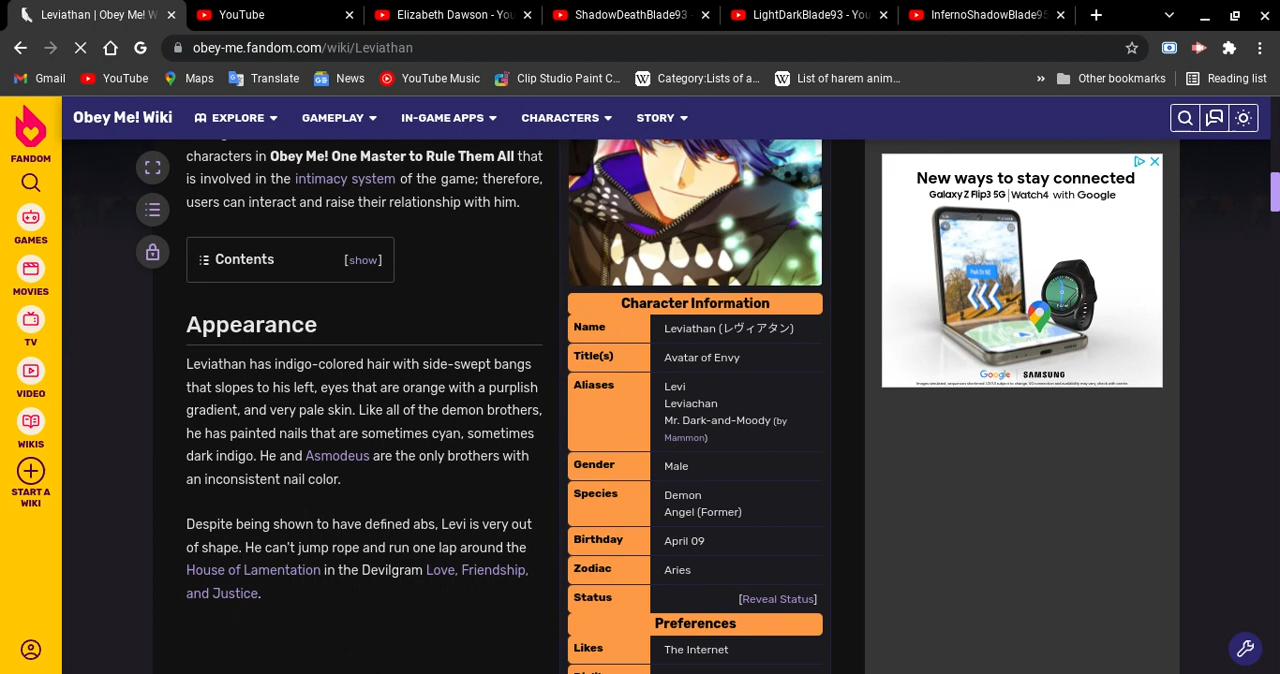 Leviathan | Obey Me! W
YouTube
Elizabeth Dawson - You
ShadowDeathBlade93 -
LightDarkBlade93 - You
InfernoShadowBlade95
obey-me.fandom.com/wiki/Leviathan
Gmail
YouTube
Maps
Translate
News
YouTube Music
Clip Studio Paint C...
Category:Lists of a...
List of harem anim...
»
Other bookmarks
Reading list
Obey Me! Wiki
EXPLORE
GAMEPLAY
IN-GAME APPS
CHARACTERS
STORY
FANDOM
GAMES
MOVIES
TV
VIDEO
WIKIS
START A
WIKI
characters in Obey Me! One Master to Rule Them All that
is involved in the intimacy system of the game; therefore,
users can interact and raise their relationship with him.
Contents [show]
Appearance
Leviathan has indigo-colored hair with side-swept bangs
that slopes to his left, eyes that are orange with a purplish
gradient, and very pale skin. Like all of the demon brothers,
he has painted nails that are sometimes cyan, sometimes
dark indigo. He and Asmodeus are the only brothers with
an inconsistent nail color.
Despite being shown to have defined abs, Levi is very out
of shape. He can't jump rope and run one lap around the
House of Lamentation in the Devilgram Love, Friendship,
and Justice.
Character Information
Name Leviathan (レヴィアタン)
Title(s) Avatar of Envy
Aliases Levi
Leviachan
Mr. Dark-and-Moody (by
Mammon)
Gender Male
Species Demon
Angel (Former)
Birthday April 09
Zodiac Aries
Status [Reveal Status]
Preferences
Likes The Internet
New ways to stay connected
Galaxy Z Flip3 5G | Watch4 with Google
Google | SAMSUNG